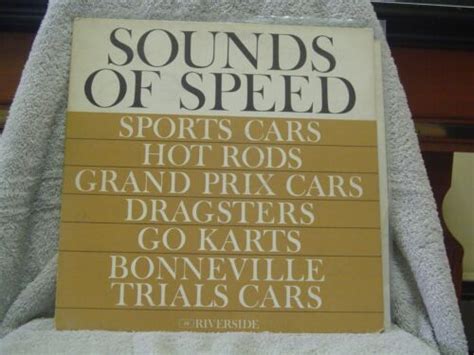 SOUNDS
OF SPEED
SPORTS CARS
HOT RODS
GRAND PRIX CARS
DRAGSTERS
GO KARTS
BONNEVILLE
TRIALS CARS
RIVERSIDE